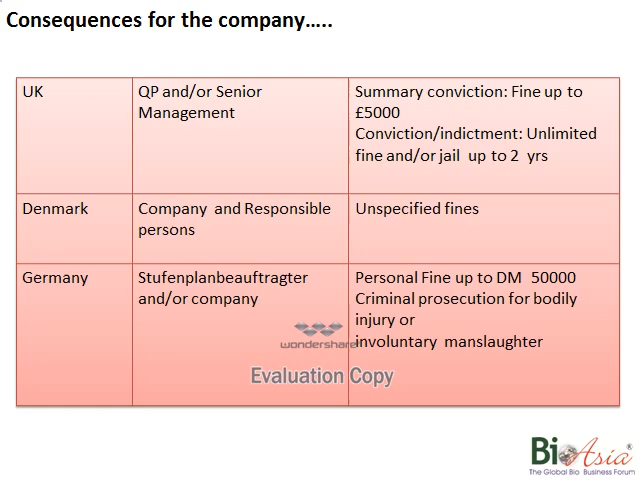 Consequences for the company…..
UK
QP and/or Senior
Management
Summary conviction: Fine up to
£5000
Conviction/indictment: Unlimited
fine and/or jail up to 2 yrs
Denmark
Company and Responsible
persons
Unspecified fines
Germany
Stufenplanbeauftragter
and/or company
Personal Fine up to DM 50000
Criminal prosecution for bodily
injury or
involuntary manslaughter
wondershare
Evaluation Copy
BioAsia®
The Global Bio Business Forum